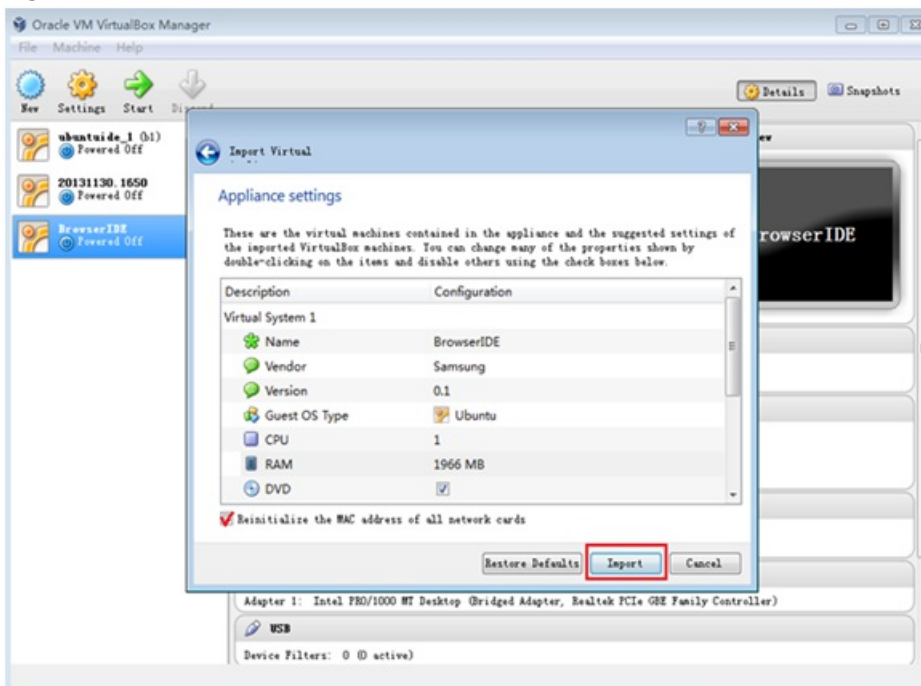 Oracle VM VirtualBox Manager
File Machine Help
New Settings Start
Details Snapshots
ubuntuide_1 (b1)
Powered Off
20131130.1650
Powered Off
BrowserIDE
Powered Off
Import Virtual
Appliance settings
These are the virtual machines contained in the appliance and the suggested settings of
the imported VirtualBox machines. You can change many of the properties shown by
double-clicking on the items and disable others using the check boxes below.
Description Configuration
Virtual System 1
Name BrowserIDE
Vendor Samsung
Version 0.1
Guest OS Type Ubuntu
CPU 1
RAM 1966 MB
DVD
Reinitialize the MAC address of all network cards
Restore Defaults Import Cancel
rowserIDE
Adapter 1: Intel PRO/1000 MT Desktop (Bridged Adapter, Realtek PCIe GBE Family Controller)
USB
Device Filters: 0 (0 active)